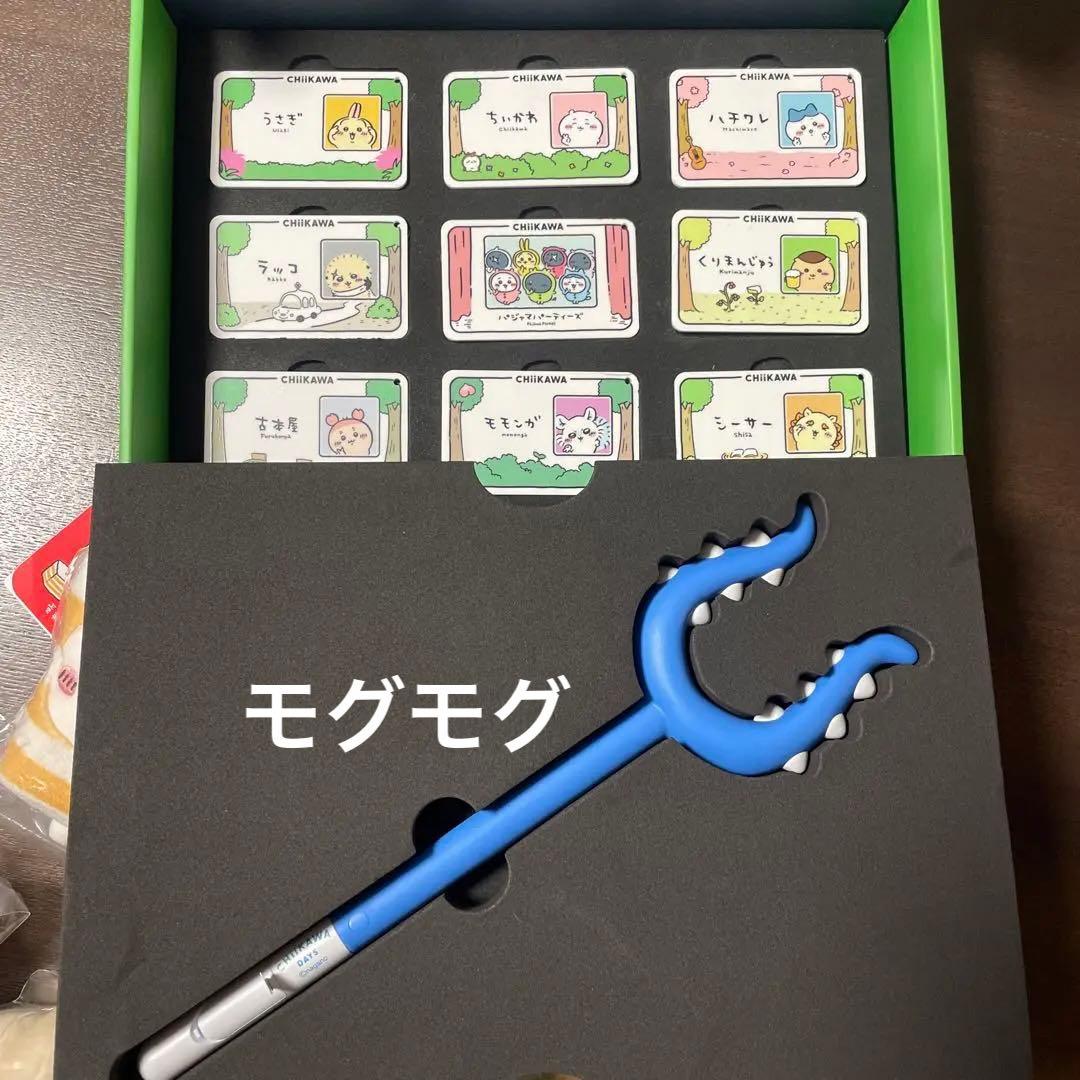 CHiiKAWA
うさぎ
Usagi
CHiiKAWA
ちいかわ
Chiikawa
CHiiKAWA
ハチワレ
Hachiware
CHiiKAWA
ラッコ
Rakko
CHiiKAWA
パジャマパーティーズ
CHiiKAWA
くりまんじゅう
Kurimanju
CHiiKAWA
古本屋
Furuhonya
CHiiKAWA
モモンガ
momonga
CHiiKAWA
シーサー
Shisa
モグモグ
CHiiKAWA
DAYS
©nagano